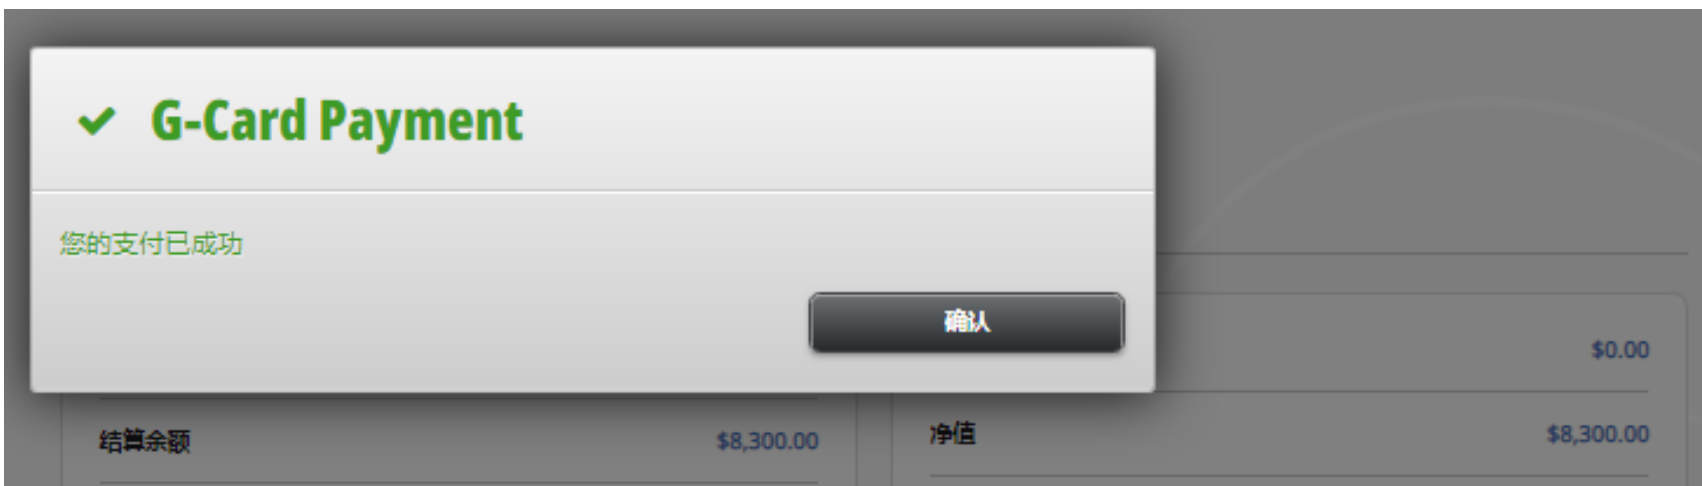 G-Card Payment
您的支付已成功
确认
$0.00
结算余额 $8,300.00
净值 $8,300.00